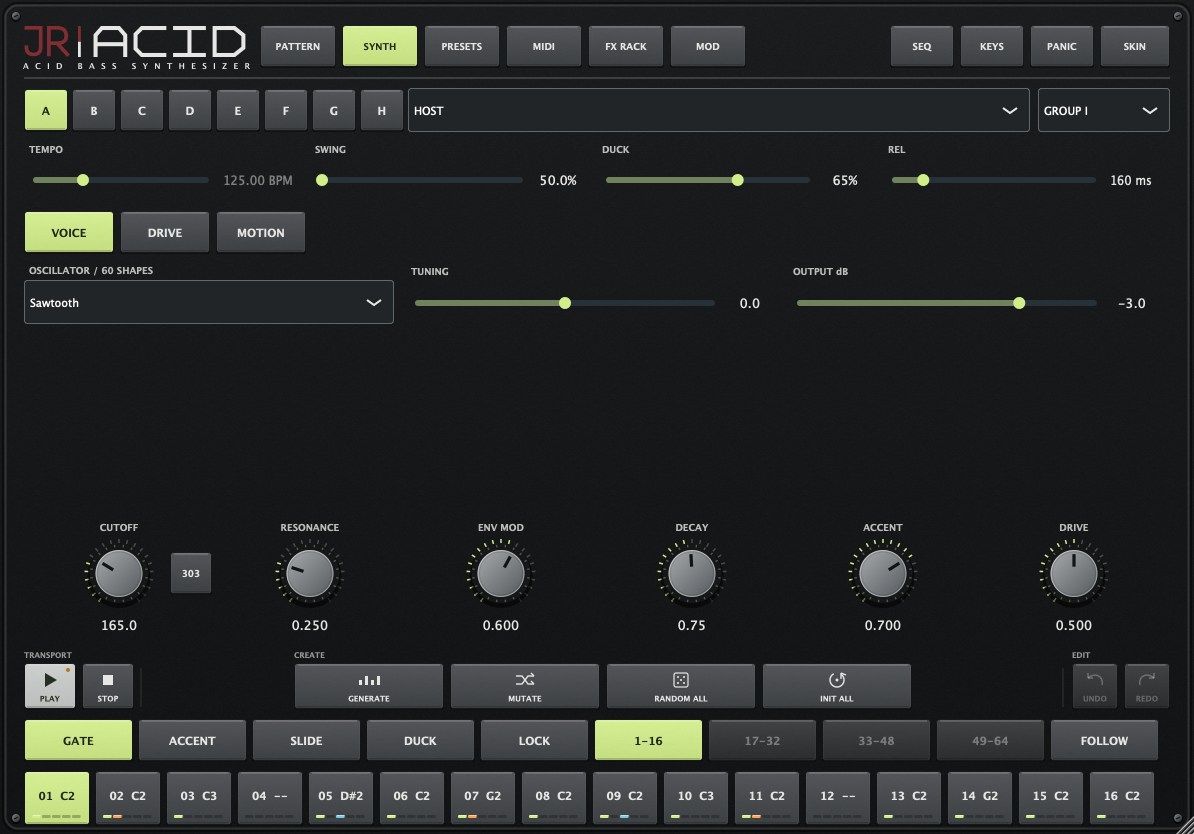 JR ACID
ACID BASS SYNTHESIZER
PATTERN SYNTH PRESETS MIDI FX RACK MOD SEQ KEYS PANIC SKIN
A B C D E F G H HOST GROUP I
TEMPO SWING DUCK REL
125.00 BPM 50.0% 65% 160 ms
VOICE DRIVE MOTION
OSCILLATOR / 60 SHAPES TUNING OUTPUT dB
Sawtooth 0.0 −3.0
CUTOFF RESONANCE ENV MOD DECAY ACCENT DRIVE
303
165.0 0.250 0.600 0.75 0.700 0.500
TRANSPORT CREATE EDIT
PLAY STOP GENERATE MUTATE RANDOM ALL INIT ALL UNDO REDO
GATE ACCENT SLIDE DUCK LOCK 1–16 17–32 33–48 49–64 FOLLOW
01 C2 02 C2 03 C3 04 -- 05 D#2 06 C2 07 G2 08 C2 09 C2 10 C3 11 C2 12 -- 13 C2 14 G2 15 C2 16 C2